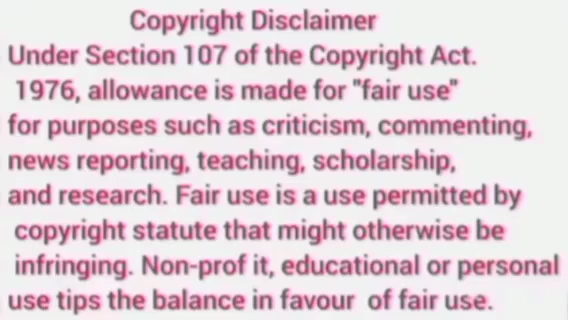 Copyright Disclaimer
Under Section 107 of the Copyright Act.
1976, allowance is made for "fair use"
for purposes such as criticism, commenting,
news reporting, teaching, scholarship,
and research. Fair use is a use permitted by
copyright statute that might otherwise be
infringing. Non-prof it, educational or personal
use tips the balance in favour of fair use.